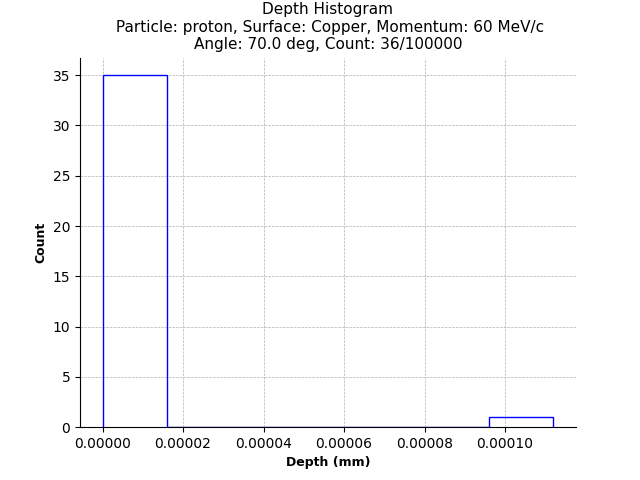 Depth Histogram
Particle: proton, Surface: Copper, Momentum: 60 MeV/c
Angle: 70.0 deg, Count: 36/100000
35
30
25
20
15
10
5
0
Count
0.00000 0.00002 0.00004 0.00006 0.00008 0.00010
Depth (mm)